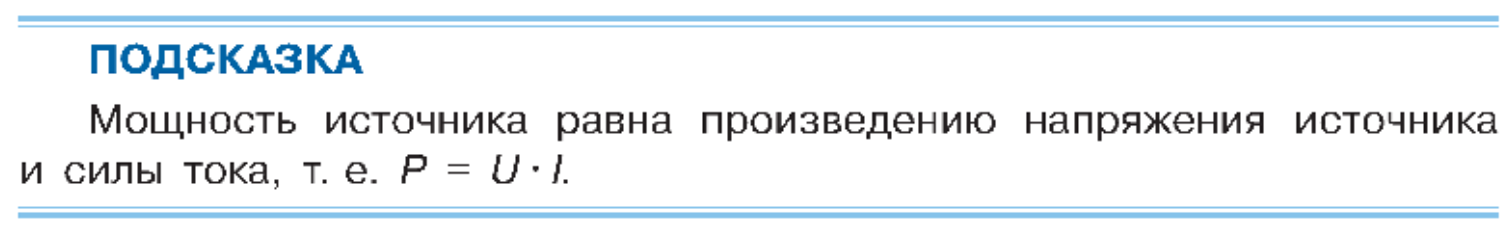 ПОДСКАЗКА
Мощность источника равна произведению напряжения источника
и силы тока, т. е. P = U · I.